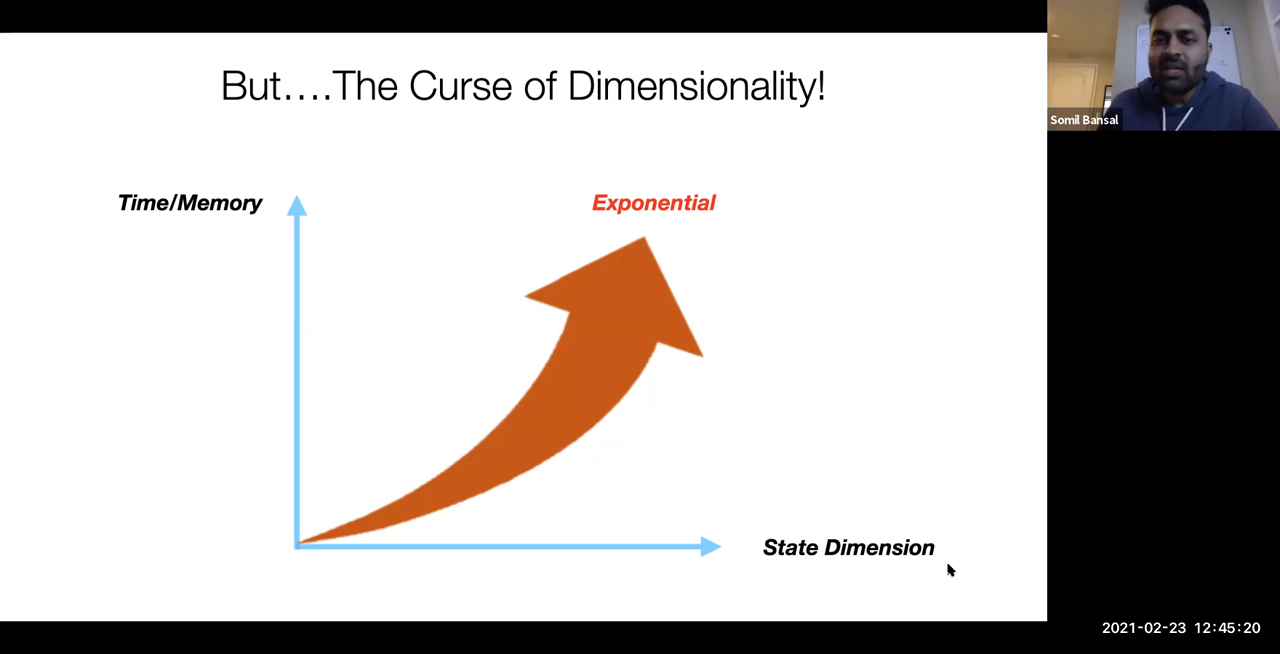 But....The Curse of Dimensionality!
Somil Bansal
Time/Memory
Exponential
State Dimension
2021-02-23 12:45:20